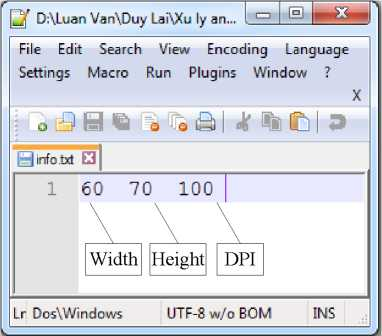 D:\Luan Van\Duy Lai\Xu ly an...
File Edit Search View Encoding Language
Settings Macro Run Plugins Window ?
X
info.txt
1 60 70 100
Width Height DPI
Ln Dos\Windows UTF-8 w/o BOM INS